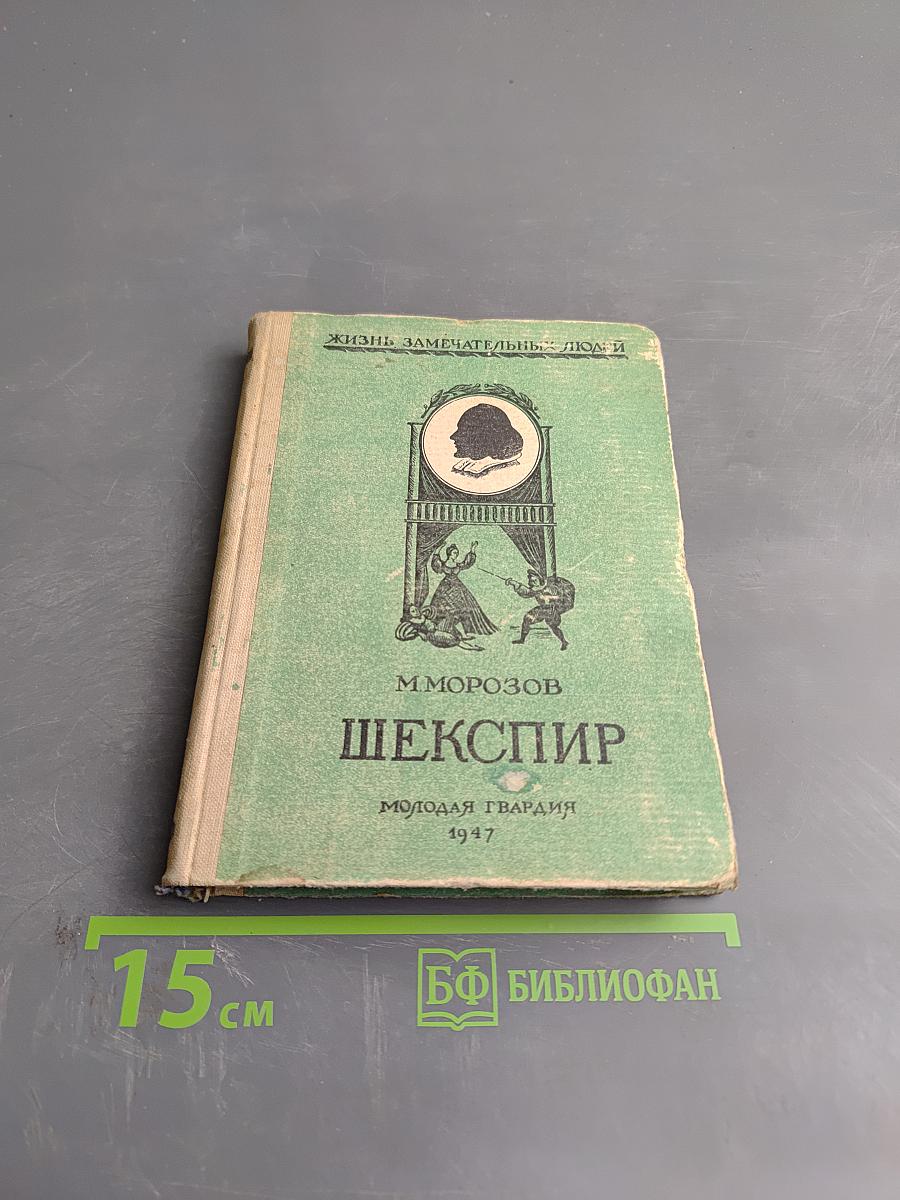 ЖИЗНЬ ЗАМЕЧАТЕЛЬНЫХ ЛЮДЕЙ
М. МОРОЗОВ
ШЕКСПИР
МОЛОДАЯ ГВАРДИЯ
1947
15 см
БФ БИБЛИОФАН